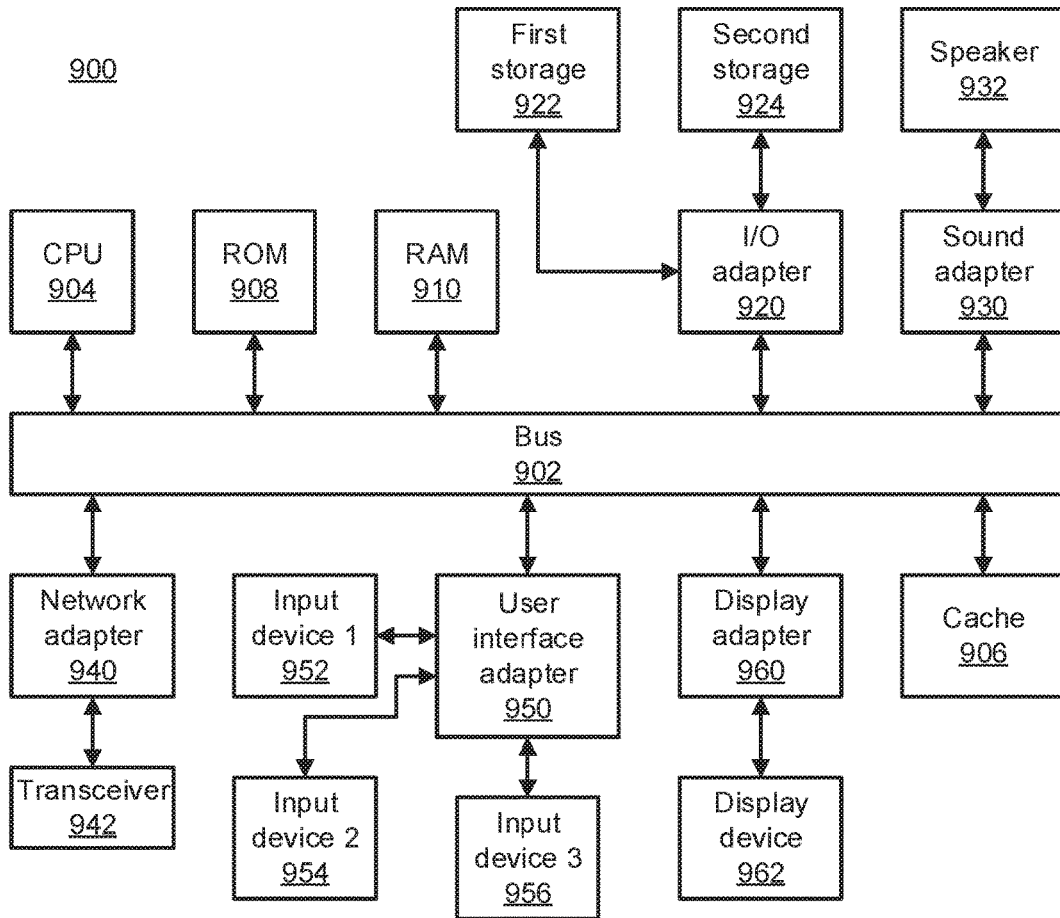 900
First
storage
922
Second
storage
924
Speaker
932
CPU
904
ROM
908
RAM
910
I/O
adapter
920
Sound
adapter
930
Bus
902
Network
adapter
940
Input
device 1
952
User
interface
adapter
950
Display
adapter
960
Cache
906
Transceiver
942
Input
device 2
954
Input
device 3
956
Display
device
962